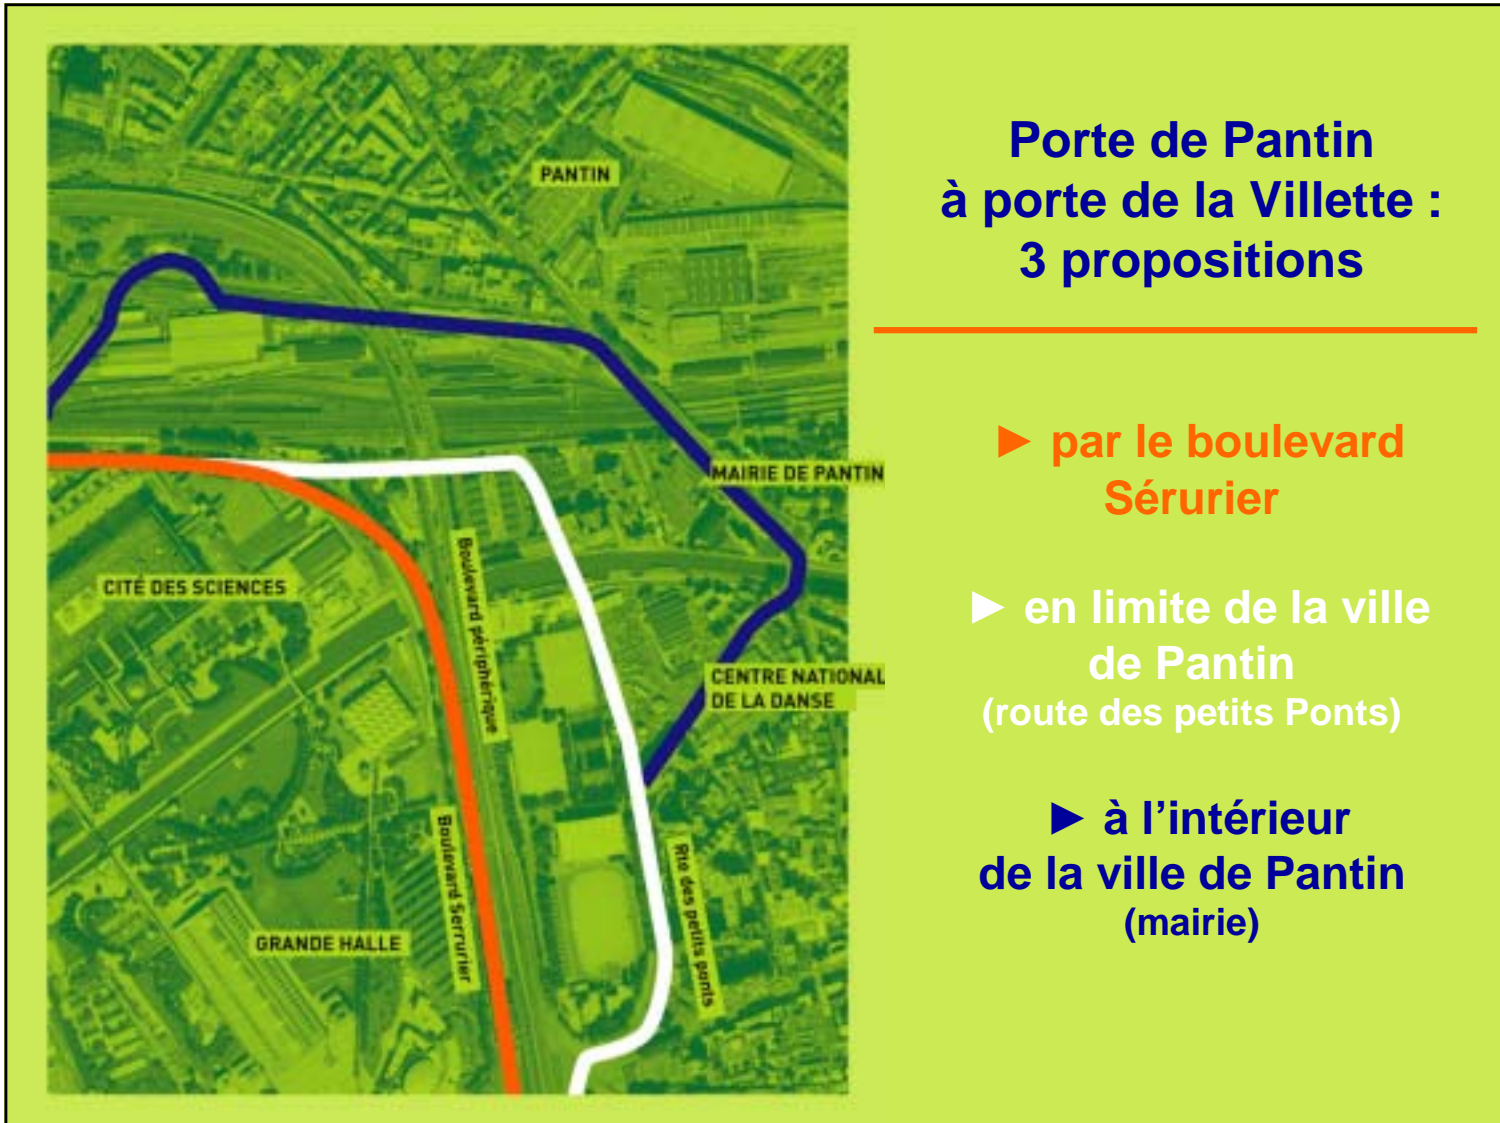 Porte de Pantin
à porte de la Villette :
3 propositions
► par le boulevard
Sérurier
► en limite de la ville
de Pantin
(route des petits Ponts)
► à l’intérieur
de la ville de Pantin
(mairie)
PANTIN
MAIRIE DE PANTIN
Boulevard périphérique
CITÉ DES SCIENCES
CENTRE NATIONAL
DE LA DANSE
Boulevard Serrurier
Rte des petits ponts
GRANDE HALLE